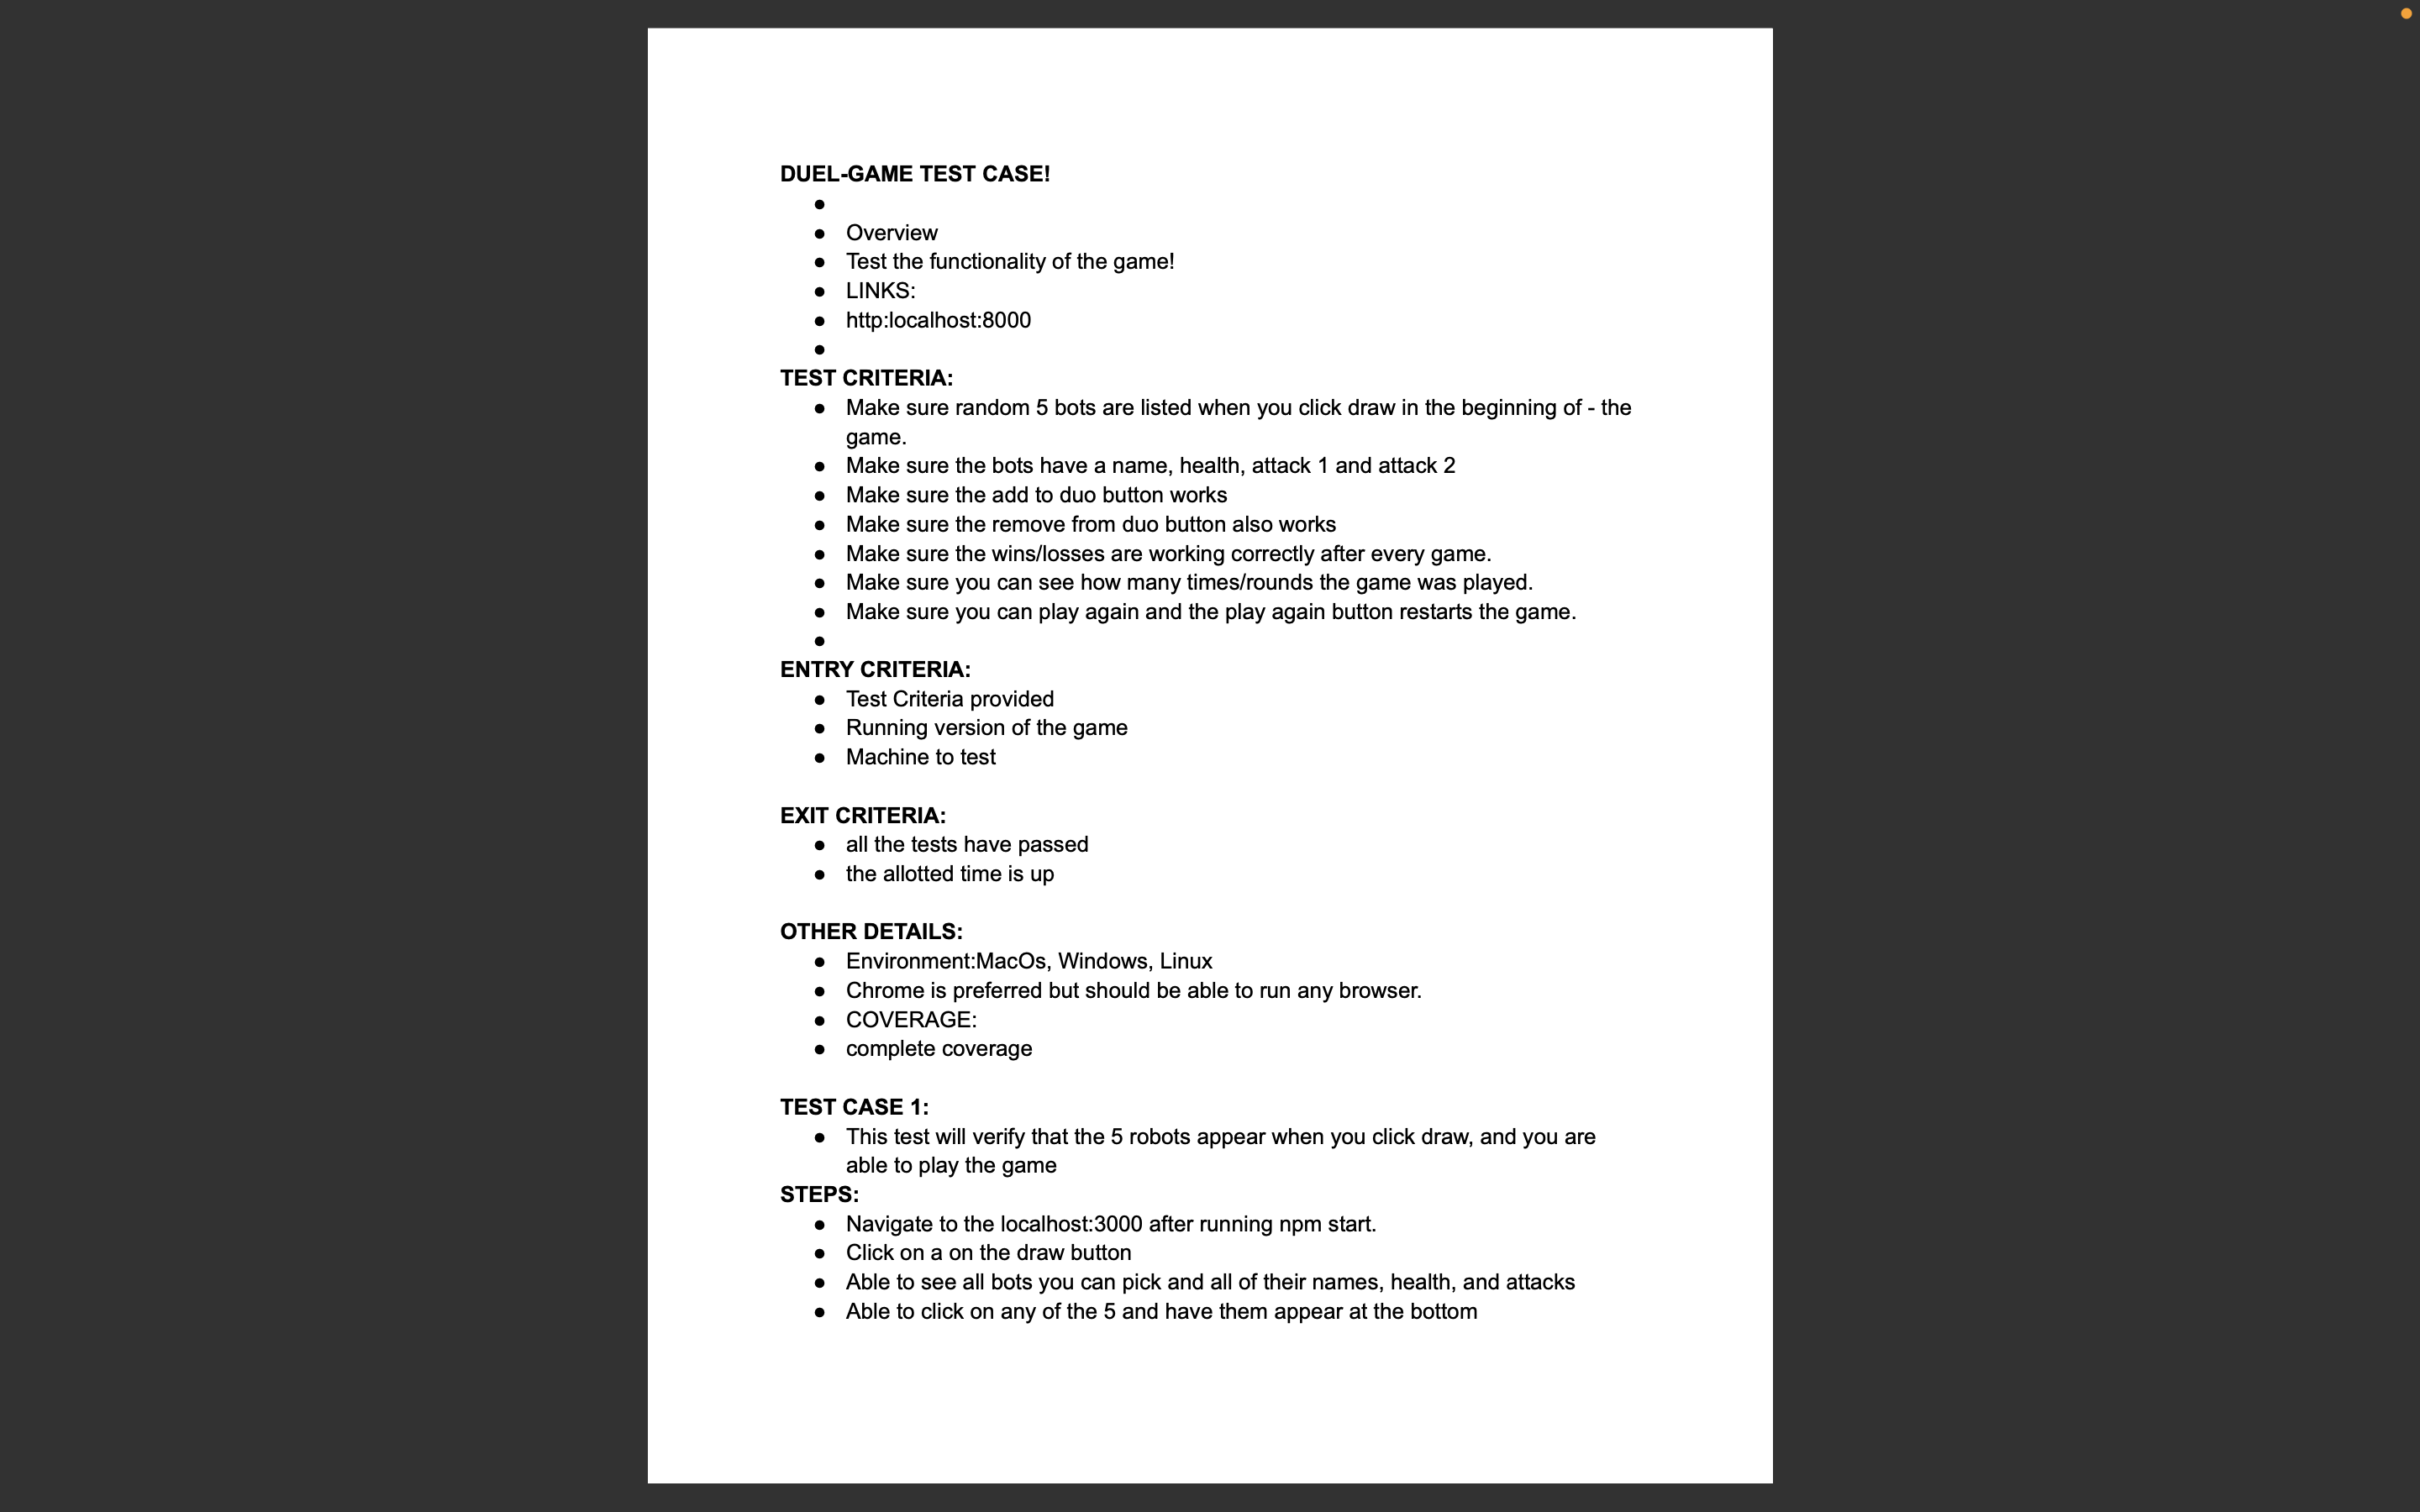 DUEL-GAME TEST CASE!
●
● Overview
● Test the functionality of the game!
● LINKS:
● http:localhost:8000
●
TEST CRITERIA:
● Make sure random 5 bots are listed when you click draw in the beginning of - the
game.
● Make sure the bots have a name, health, attack 1 and attack 2
● Make sure the add to duo button works
● Make sure the remove from duo button also works
● Make sure the wins/losses are working correctly after every game.
● Make sure you can see how many times/rounds the game was played.
● Make sure you can play again and the play again button restarts the game.
●
ENTRY CRITERIA:
● Test Criteria provided
● Running version of the game
● Machine to test
EXIT CRITERIA:
● all the tests have passed
● the allotted time is up
OTHER DETAILS:
● Environment:MacOs, Windows, Linux
● Chrome is preferred but should be able to run any browser.
● COVERAGE:
● complete coverage
TEST CASE 1:
● This test will verify that the 5 robots appear when you click draw, and you are
able to play the game
STEPS:
● Navigate to the localhost:3000 after running npm start.
● Click on a on the draw button
● Able to see all bots you can pick and all of their names, health, and attacks
● Able to click on any of the 5 and have them appear at the bottom